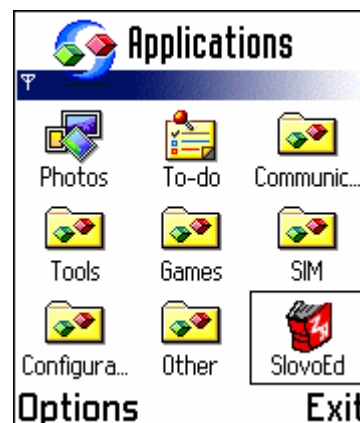 Applications
Photos To-do Communic...
Tools Games SIM
Configura... Other SlovoEd
Options Exit